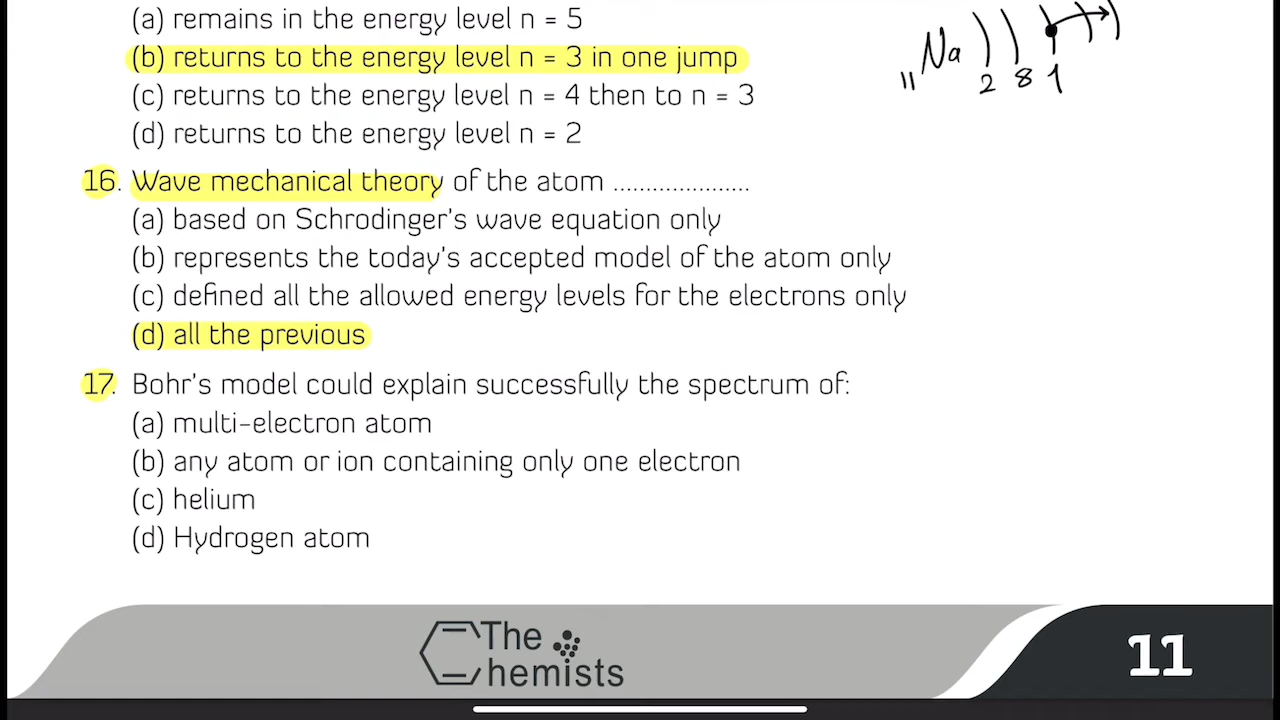 (a) remains in the energy level n = 5
(b) returns to the energy level n = 3 in one jump
(c) returns to the energy level n = 4 then to n = 3
(d) returns to the energy level n = 2
11 Na
2 8 1
16. Wave mechanical theory of the atom .....................
(a) based on Schrodinger's wave equation only
(b) represents the today's accepted model of the atom only
(c) defined all the allowed energy levels for the electrons only
(d) all the previous
17. Bohr's model could explain successfully the spectrum of:
(a) multi-electron atom
(b) any atom or ion containing only one electron
(c) helium
(d) Hydrogen atom
The
hemists
11